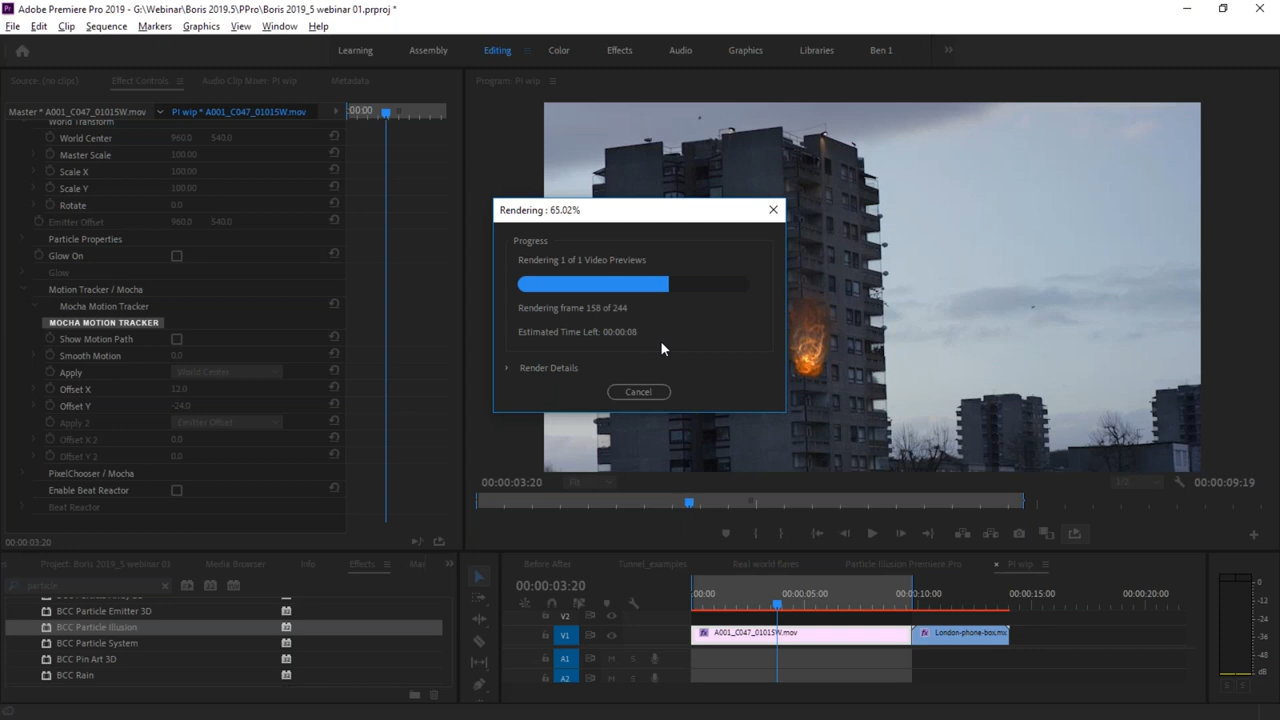 Adobe Premiere Pro 2019 - G:\Webinar\Boris 2019.5\PPro\Boris 2019_5 webinar 01.prproj *
File Edit Clip Sequence Markers Graphics View Window Help
Learning Assembly Editing Color Effects Audio Graphics Libraries Ben 1
Source: (no clips) Effect Controls Audio Clip Mixer: PI wip Metadata
Program: PI wip
Master * A001_C047_0101SW.mov PI wip * A001_C047_0101SW.mov :00:00
World Transform
World Center 960.0 540.0
Master Scale 100.00
Scale X 100.00
Scale Y 100.00
Rotate 0.0
Emitter Offset 960.0 540.0
Particle Properties
Glow On
Glow
Motion Tracker / Mocha
Mocha Motion Tracker
MOCHA MOTION TRACKER
Show Motion Path
Smooth Motion 0.0
Apply World Center
Offset X 12.0
Offset Y -24.0
Apply 2 Emitter Offset
Offset X 2 0.0
Offset Y 2 0.0
PixelChooser / Mocha
Enable Beat Reactor
Beat Reactor
00:00:03:20
Rendering : 65.02%
Progress
Rendering 1 of 1 Video Previews
Rendering frame 158 of 244
Estimated Time Left: 00:00:08
Render Details
Cancel
00:00:03:20 Fit 1/2 00:00:09:19
Project: Boris 2019_5 webinar 01 Media Browser Info Effects
particle
BCC Particle Emitter 3D
BCC Particle Illusion
BCC Particle System
BCC Pin Art 3D
BCC Rain
Before After Tunnel_examples Real world flares Particle Illusion Premiere Pro PI wip
00:00:03:20
:00:00 00:00:05:00 00:00:10:00 00:00:15:00 00:00:20:00
V2
V1 A001_C047_0101SW.mov London-phone-box.mx
A1 M S
A2 M S
0
-12
-24
-36
-48
dB
S S